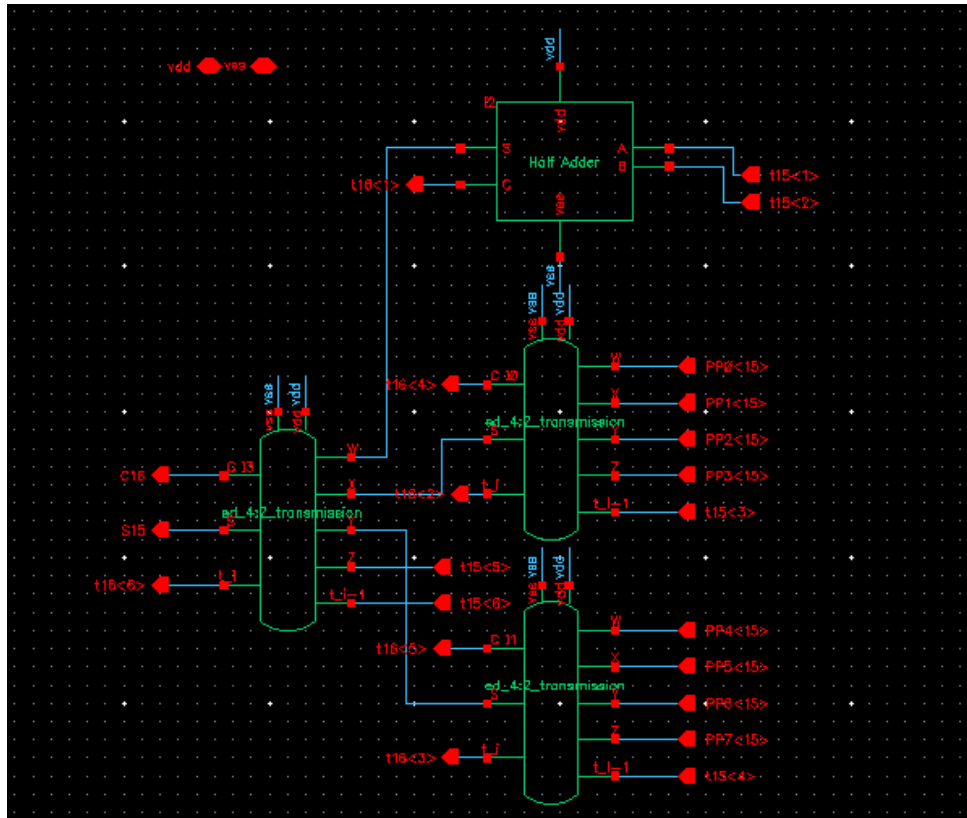 vdd
vdd vss
I2
vdd
S
A
Half Adder
B
t15<1>
t16<1>
C
vss
t15<2>
vss
vss vdd
vss vdd
W
PP0<15>
t16<4>
C I0
vss vdd
X
PP1<15>
vss vdd
ed_4:2_transmission
S
Y
PP2<15>
W
C16
C I3
Z
PP3<15>
X
t16<2>
t_i
ed_4:2_transmission
t_i-1
t15<3>
S15
S
Y
vss vdd
Z
t15<5>
t16<6>
t_i
vss vdd
t_i-1
t15<6>
W
PP4<15>
t16<5>
C I1
X
PP5<15>
ed_4:2_transmission
S
Y
PP6<15>
Z
PP7<15>
t16<3>
t_i
t_i-1
t15<4>